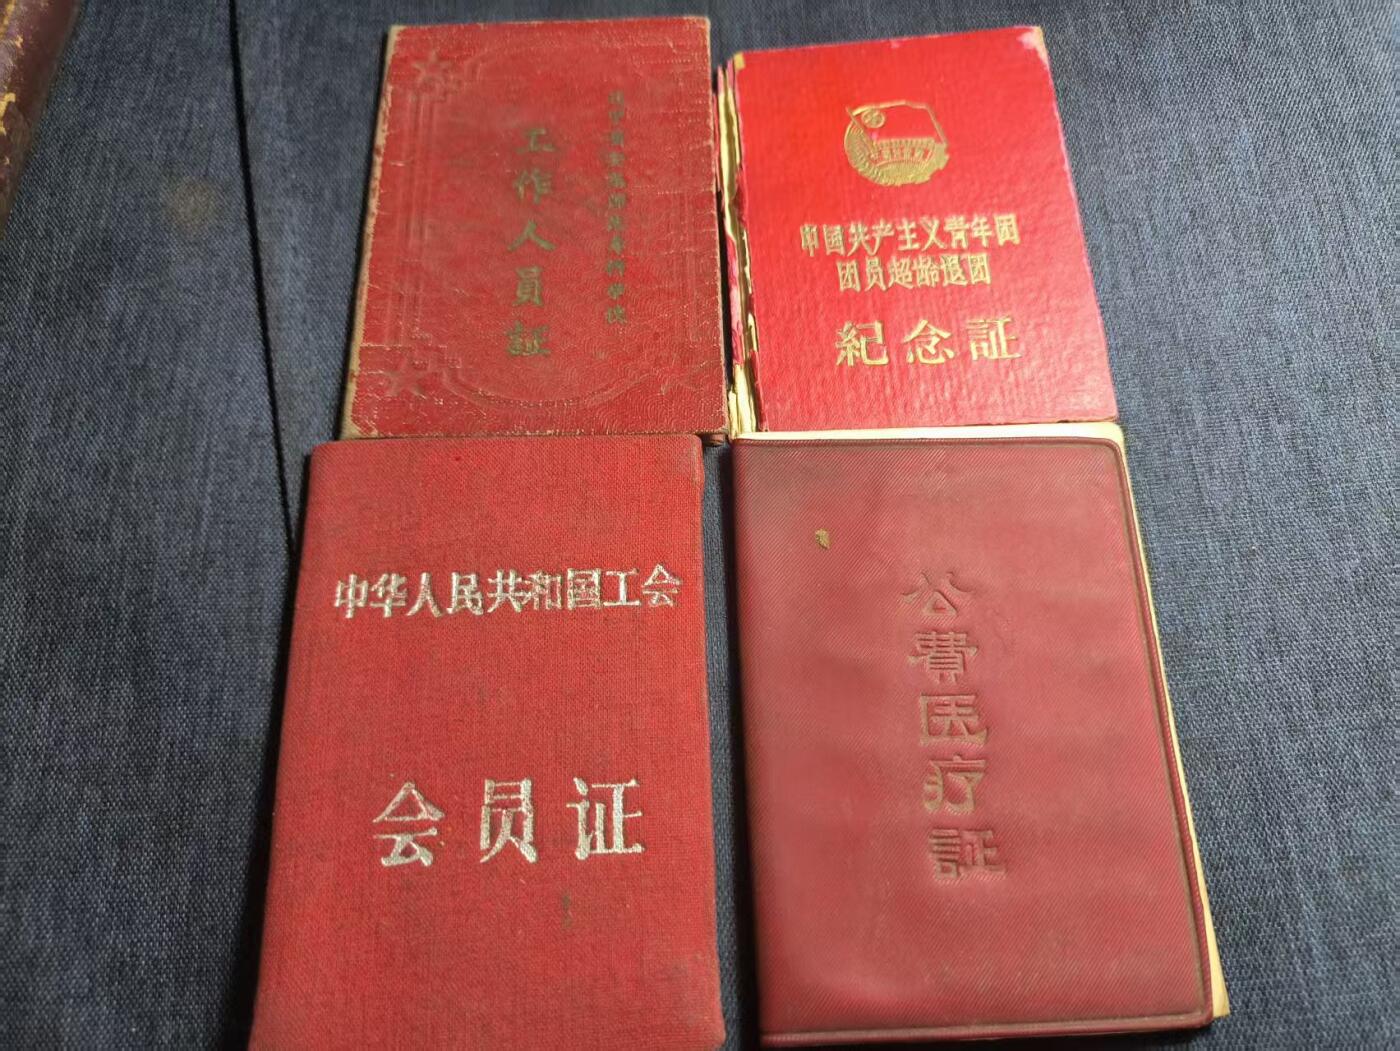 工作人员証
中国共产主义青年团
团员超龄退团
紀念証
中华人民共和国工会
会员证
公費医疗証